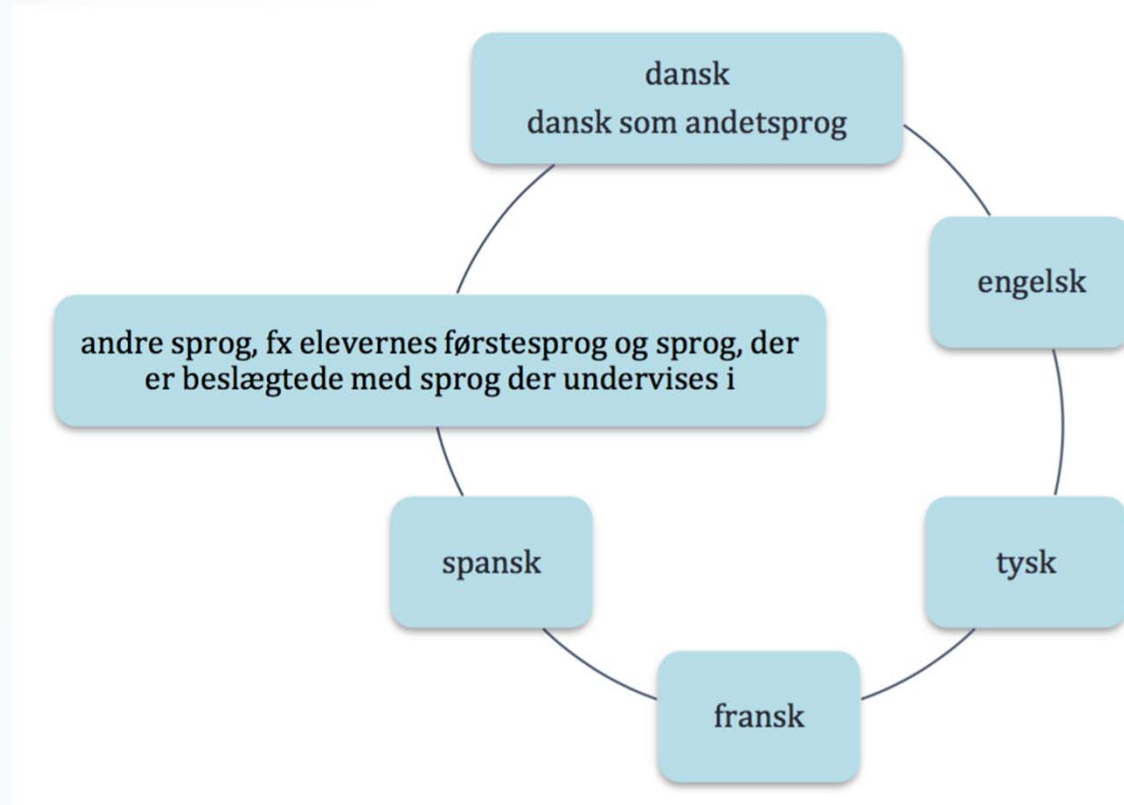 dansk
dansk som andetsprog
engelsk
andre sprog, fx elevernes førstesprog og sprog, der
er beslægtede med sprog der undervises i
spansk
tysk
fransk